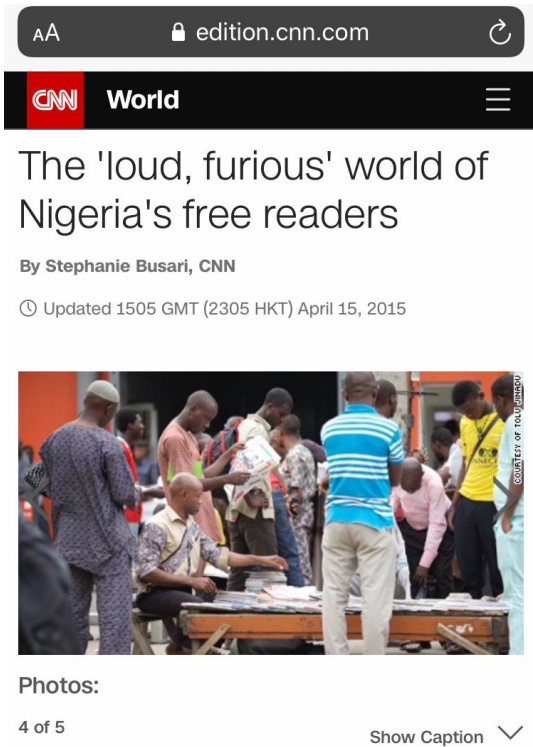 AA edition.cnn.com
CNN World
The 'loud, furious' world of
Nigeria's free readers
By Stephanie Busari, CNN
Updated 1505 GMT (2305 HKT) April 15, 2015
COURTESY OF TOLU JINADU
Photos:
4 of 5
Show Caption